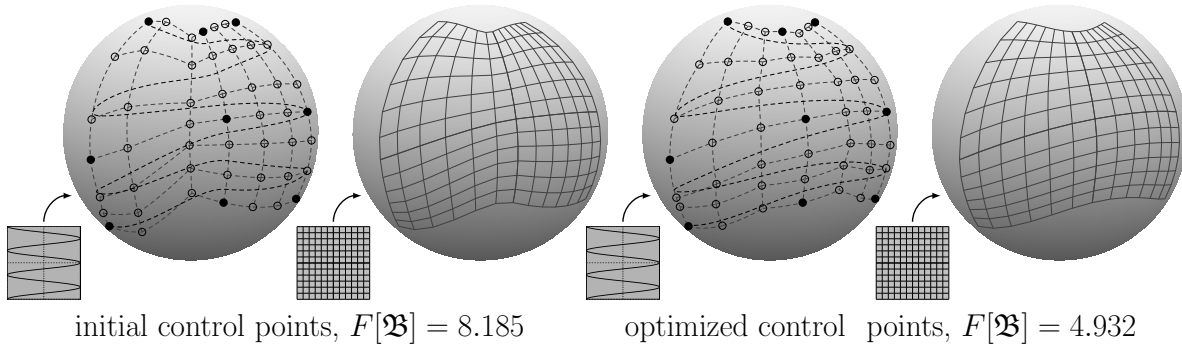 initial control points, F[𝔅] = 8.185
optimized control points, F[𝔅] = 4.932